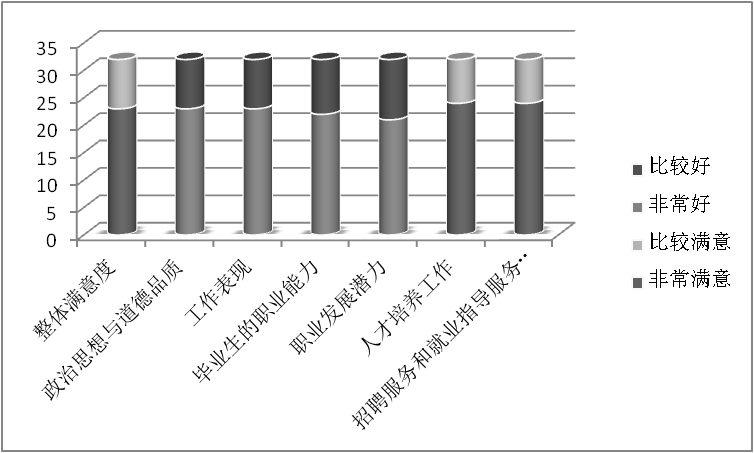 35
30
25
20
15
10
5
0
整体满意度
政治思想与道德品质
工作表现
毕业生的职业能力
职业发展潜力
人才培养工作
招聘服务和就业指导服务…
比较好
非常好
比较满意
非常满意